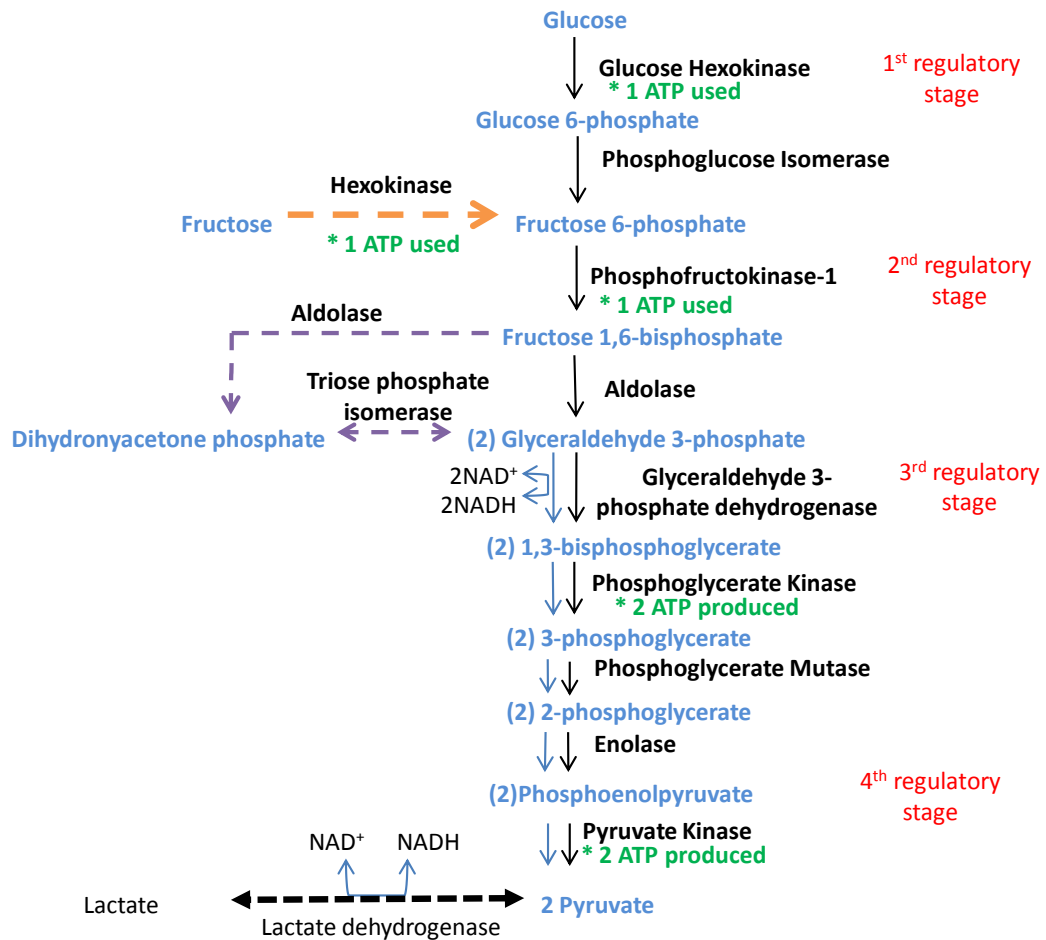 Glucose
Glucose Hexokinase
* 1 ATP used
1st regulatory
stage
Glucose 6-phosphate
Phosphoglucose Isomerase
Hexokinase
Fructose
* 1 ATP used
Fructose 6-phosphate
Phosphofructokinase-1
* 1 ATP used
2nd regulatory
stage
Aldolase
Fructose 1,6-bisphosphate
Aldolase
Triose phosphate
isomerase
Dihydronyacetone phosphate
(2) Glyceraldehyde 3-phosphate
2NAD+
2NADH
Glyceraldehyde 3-
phosphate dehydrogenase
3rd regulatory
stage
(2) 1,3-bisphosphoglycerate
Phosphoglycerate Kinase
* 2 ATP produced
(2) 3-phosphoglycerate
Phosphoglycerate Mutase
(2) 2-phosphoglycerate
Enolase
(2)Phosphoenolpyruvate
4th regulatory
stage
Pyruvate Kinase
* 2 ATP produced
NAD+
NADH
Lactate
Lactate dehydrogenase
2 Pyruvate